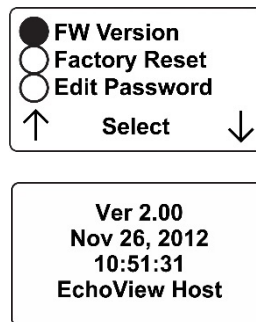 FW Version
Factory Reset
Edit Password
↑ Select ↓
Ver 2.00
Nov 26, 2012
10:51:31
EchoView Host